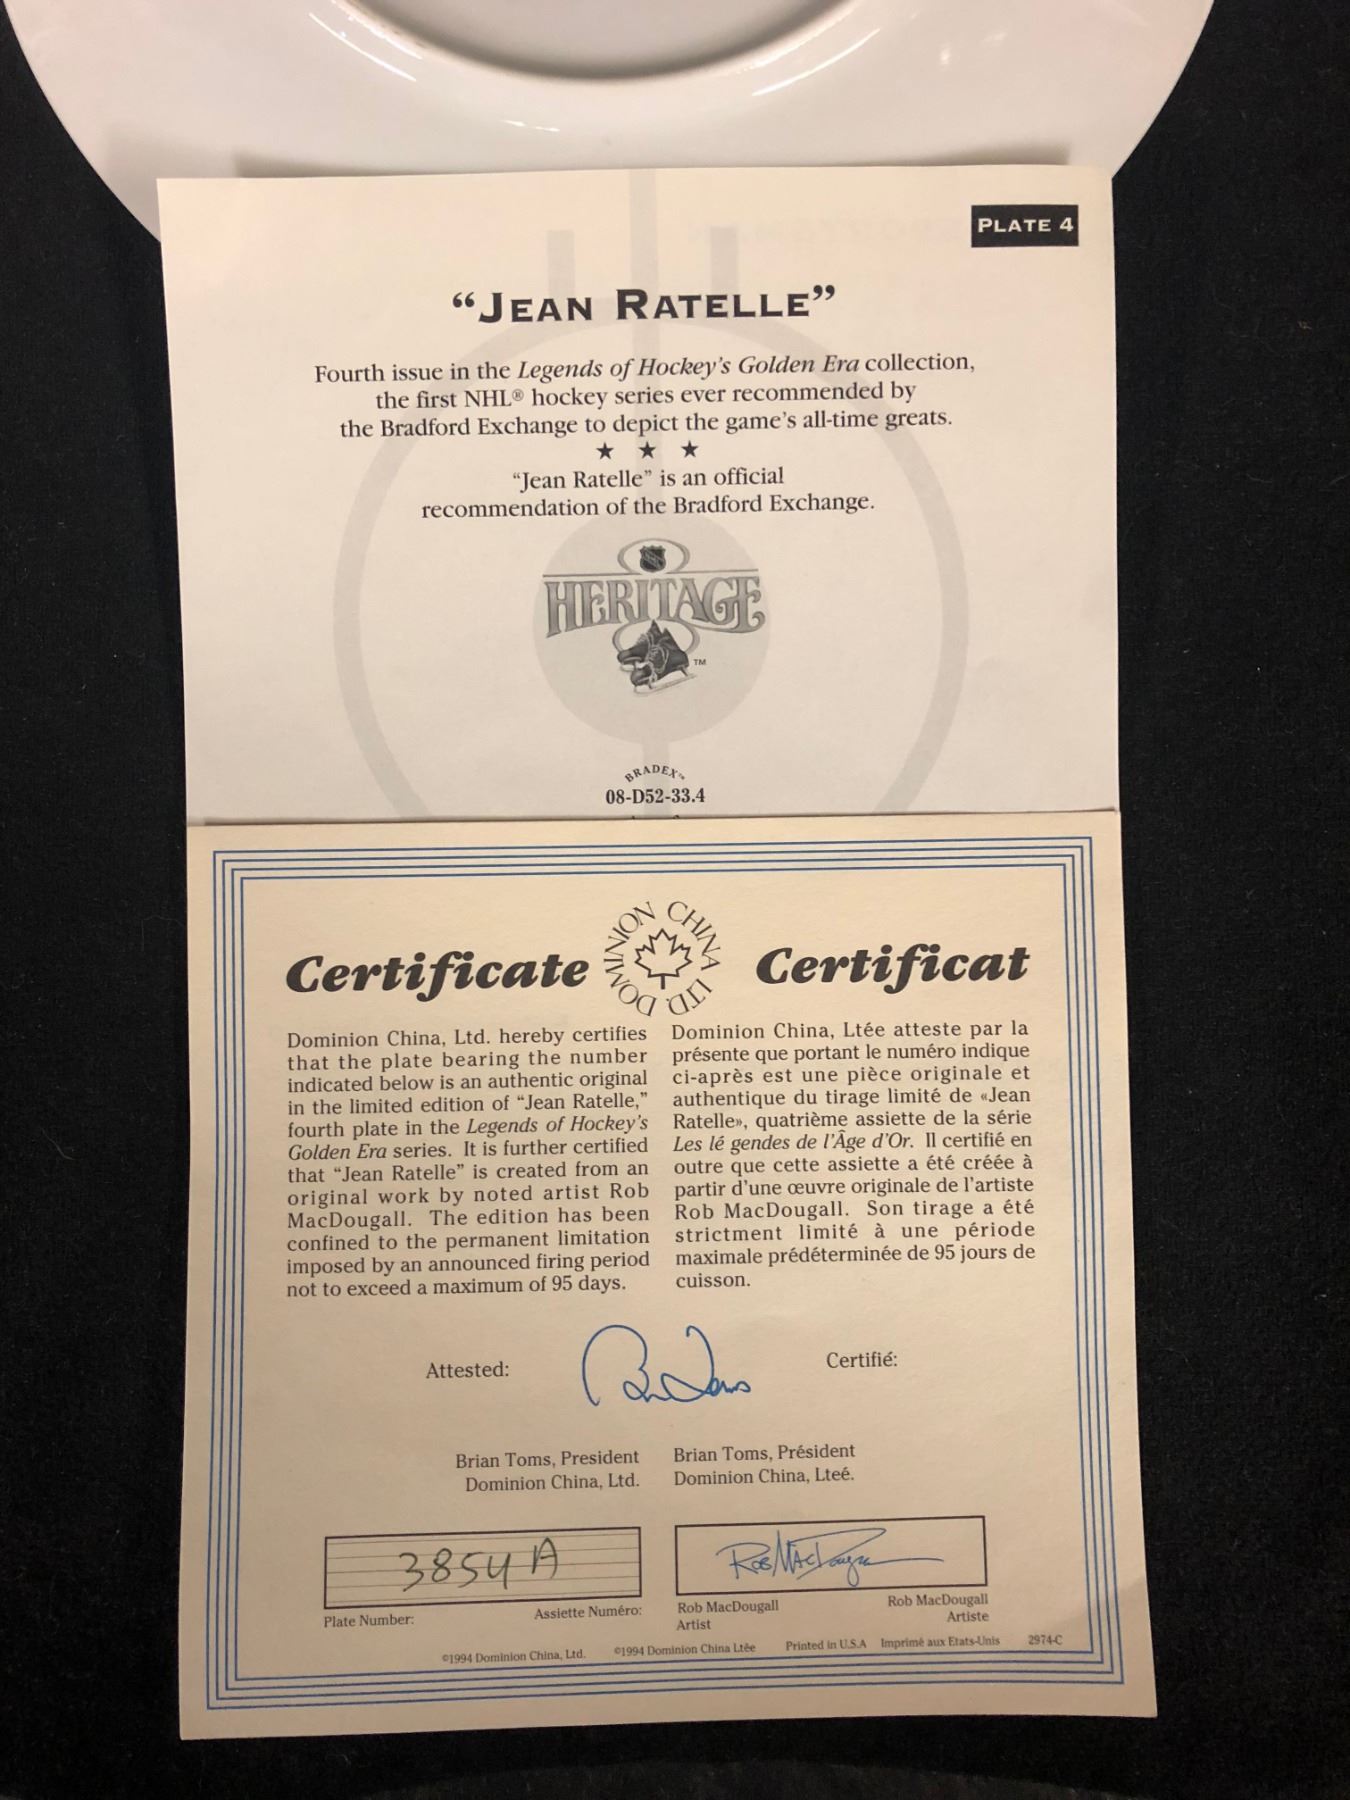 PLATE 4
“JEAN RATELLE”
Fourth issue in the Legends of Hockey’s Golden Era collection,
the first NHL® hockey series ever recommended by
the Bradford Exchange to depict the game’s all-time greats.
★ ★ ★
“Jean Ratelle” is an official
recommendation of the Bradford Exchange.
HERITAGE
TM
BRADEX™
08-D52-33.4
DOMINION CHINA LTD.
Certificate
Dominion China, Ltd. hereby certifies
that the plate bearing the number
indicated below is an authentic original
in the limited edition of “Jean Ratelle,”
fourth plate in the Legends of Hockey’s
Golden Era series. It is further certified
that “Jean Ratelle” is created from an
original work by noted artist Rob
MacDougall. The edition has been
confined to the permanent limitation
imposed by an announced firing period
not to exceed a maximum of 95 days.
Certificat
Dominion China, Ltée atteste par la
présente que portant le numéro indique
ci-après est une pièce originale et
authentique du tirage limité de «Jean
Ratelle», quatrième assiette de la série
Les lé gendes de l’Âge d’Or. Il certifié en
outre que cette assiette a été créée à
partir d’une œuvre originale de l’artiste
Rob MacDougall. Son tirage a été
strictment limité à une période
maximale prédéterminée de 95 jours de
cuisson.
Attested:
Certifié:
Brian Toms, President
Dominion China, Ltd.
Brian Toms, Président
Dominion China, Lteé.
3854 A
Plate Number:
Assiette Numéro:
Rob MacDougall
Rob MacDougall
Artist
Rob MacDougall
Artiste
©1994 Dominion China, Ltd. ©1994 Dominion China Ltée Printed in U.S.A Imprimé aux Etats-Unis 2974-C